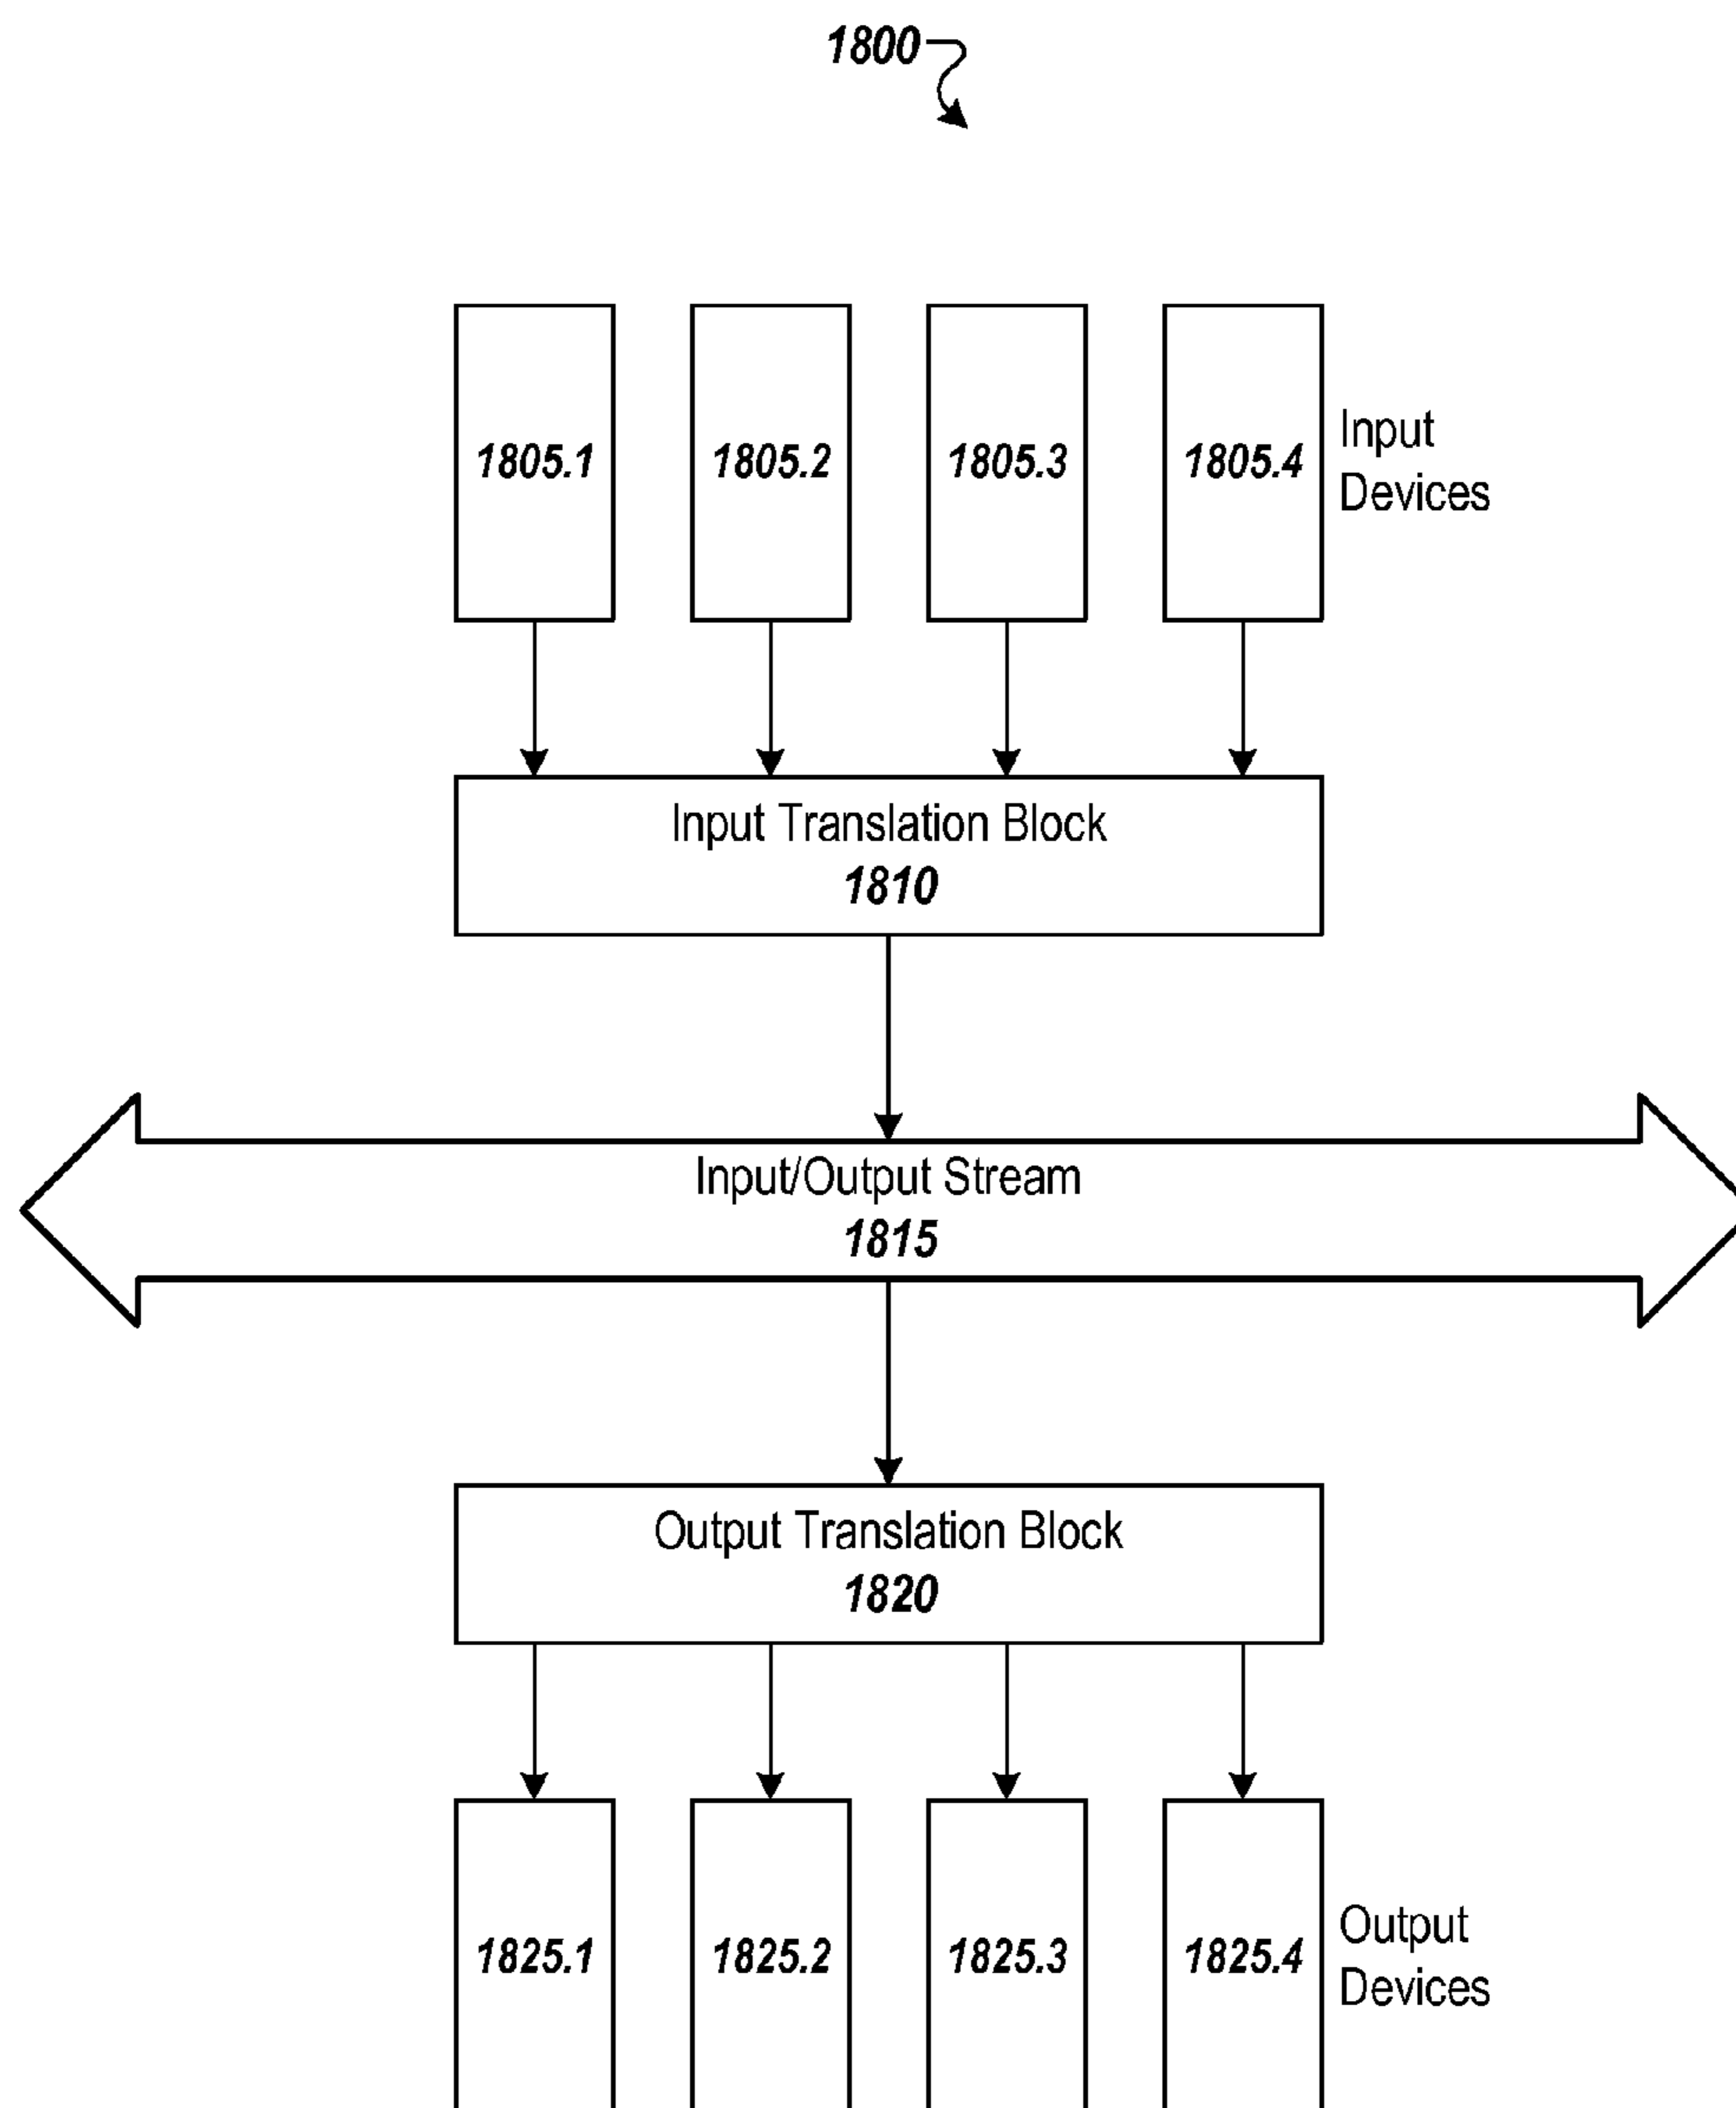 1800
1805.1 1805.2 1805.3 1805.4
Input
Devices
Input Translation Block
1810
Input/Output Stream
1815
Output Translation Block
1820
1825.1 1825.2 1825.3 1825.4
Output
Devices